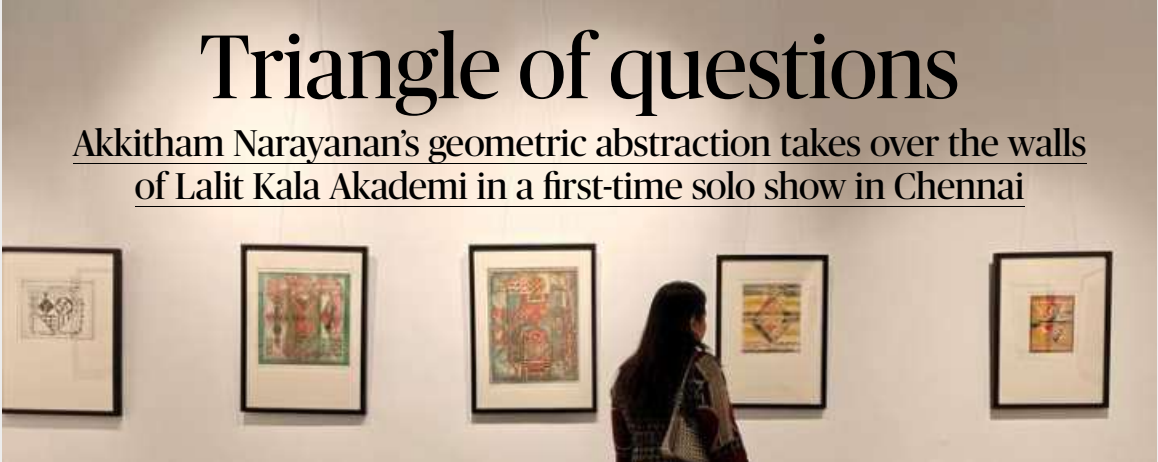 Triangle of questions
Akkitham Narayanan’s geometric abstraction takes over the walls
of Lalit Kala Akademi in a first-time solo show in Chennai